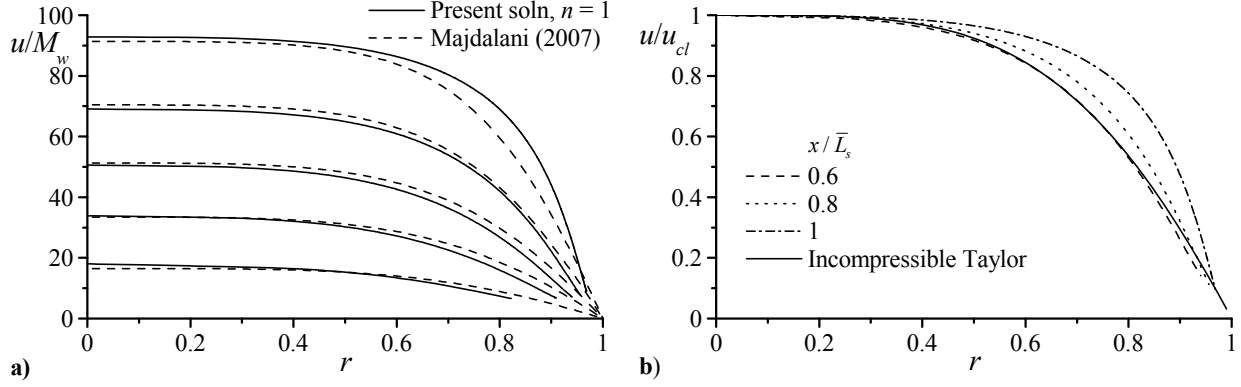 100
u/M_w
80
60
40
20
0
0 0.2 0.4 0.6 0.8 1
r
Present soln, n = 1
Majdalani (2007)
a)
1
u/u_cl
0.8
0.6
0.4
0.2
0
0 0.2 0.4 0.6 0.8 1
r
x / L̄_s
0.6
0.8
1
Incompressible Taylor
b)